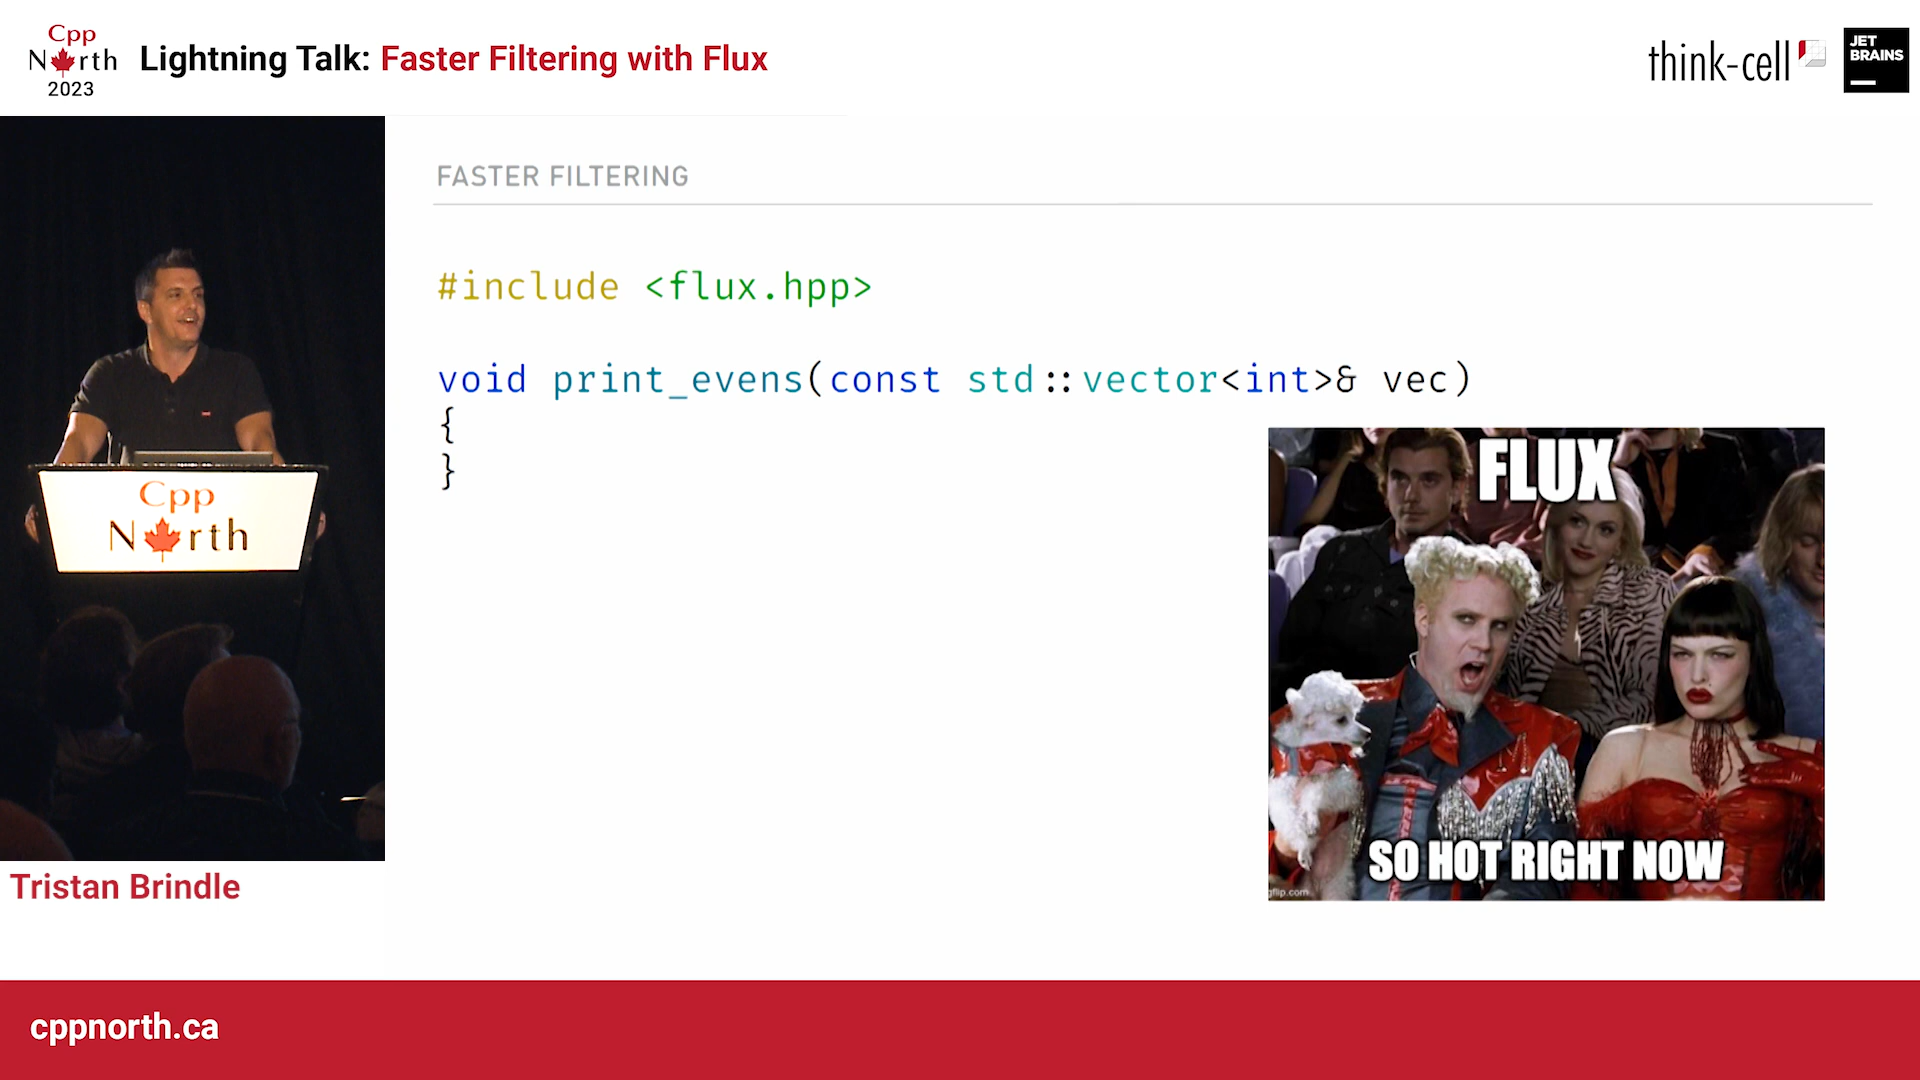 Cpp
North
2023
Lightning Talk: Faster Filtering with Flux
think-cell
JET
BRAINS
FASTER FILTERING
#include <flux.hpp>
void print_evens(const std::vector<int>& vec)
{
}
FLUX
SO HOT RIGHT NOW
imgflip.com
Cpp
North
Tristan Brindle
cppnorth.ca